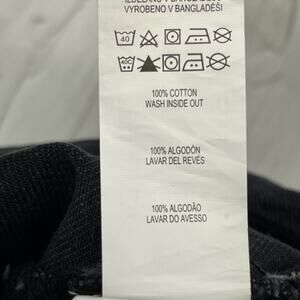 VYROBENO V BANGLADÉŠI
40
100% COTTON
WASH INSIDE OUT
100% ALGODÓN
LAVAR DEL REVÉS
100% ALGODÃO
LAVAR DO AVESSO